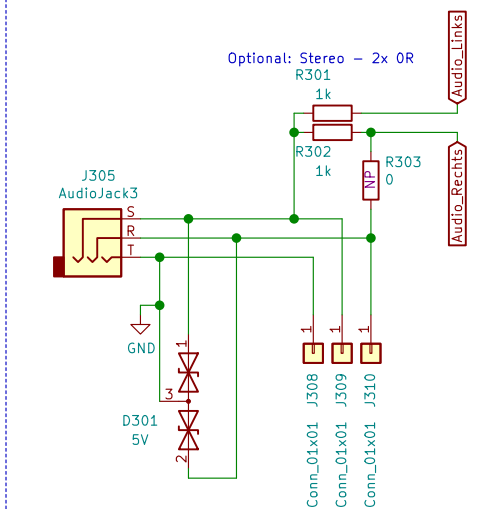 Audio_Links
Optional: Stereo - 2x 0R
R301
1k
R302
1k
R303
0
NP
Audio_Rechts
J305
AudioJack3
S
R
T
GND
1
3
2
D301
5V
1
1
1
J308
J309
J310
Conn_01x01
Conn_01x01
Conn_01x01